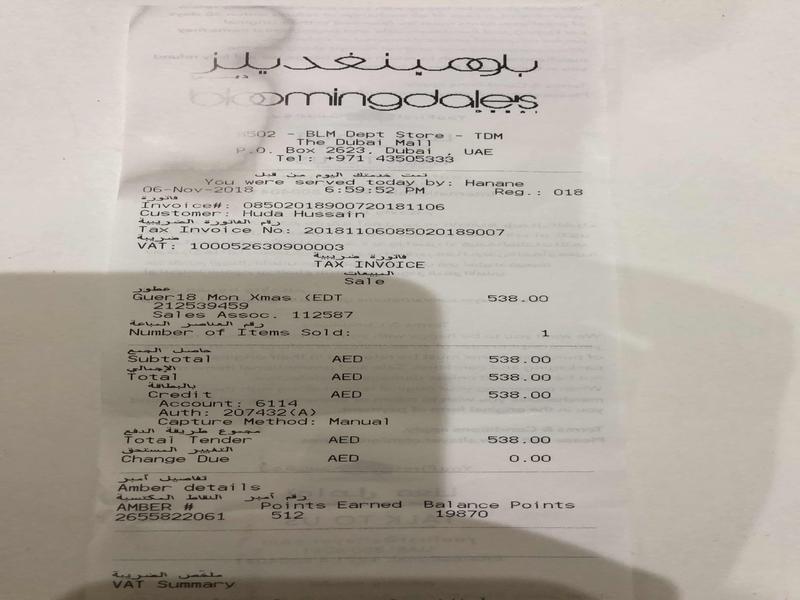 بلومينغديلز
دبي
bloomingdale's
DUBAI
8502 - BLM Dept Store - TDM
The Dubai Mall
P.O. Box 2623, Dubai , UAE
Tel: +971 43505333
تمت خدمتك اليوم من قبل
You were served today by: Hanane
06-Nov-2018 6:59:52 PM Reg.: 018
فاتورة
Invoice#: 08502018900720181106
Customer: Huda Hussain
رقم الفاتورة الضريبية
Tax Invoice No: 20181106085020189007
ضريبة
VAT: 100052630900003
فاتورة ضريبية
TAX INVOICE
المبيعات
Sale
عطور
Guer18 Mon Xmas (EDT 538.00
212539459
Sales Assoc. 112587
رقم العناصر المباعة
Number of Items Sold: 1
حاصل الجمع
Subtotal AED 538.00
الإجمالي
Total AED 538.00
بالبطاقة
Credit AED 538.00
Account: 6114
Auth: 207432(A)
Capture Method: Manual
مجموع طريقة الدفع
Total Tender AED 538.00
التغيير المستحق
Change Due AED 0.00
تفاصيل أمبر
Amber details
رقم أمبر النقاط المكتسبة
AMBER # Points Earned Balance Points
2655822061 512 19870
ملخص الضريبة
VAT Summary